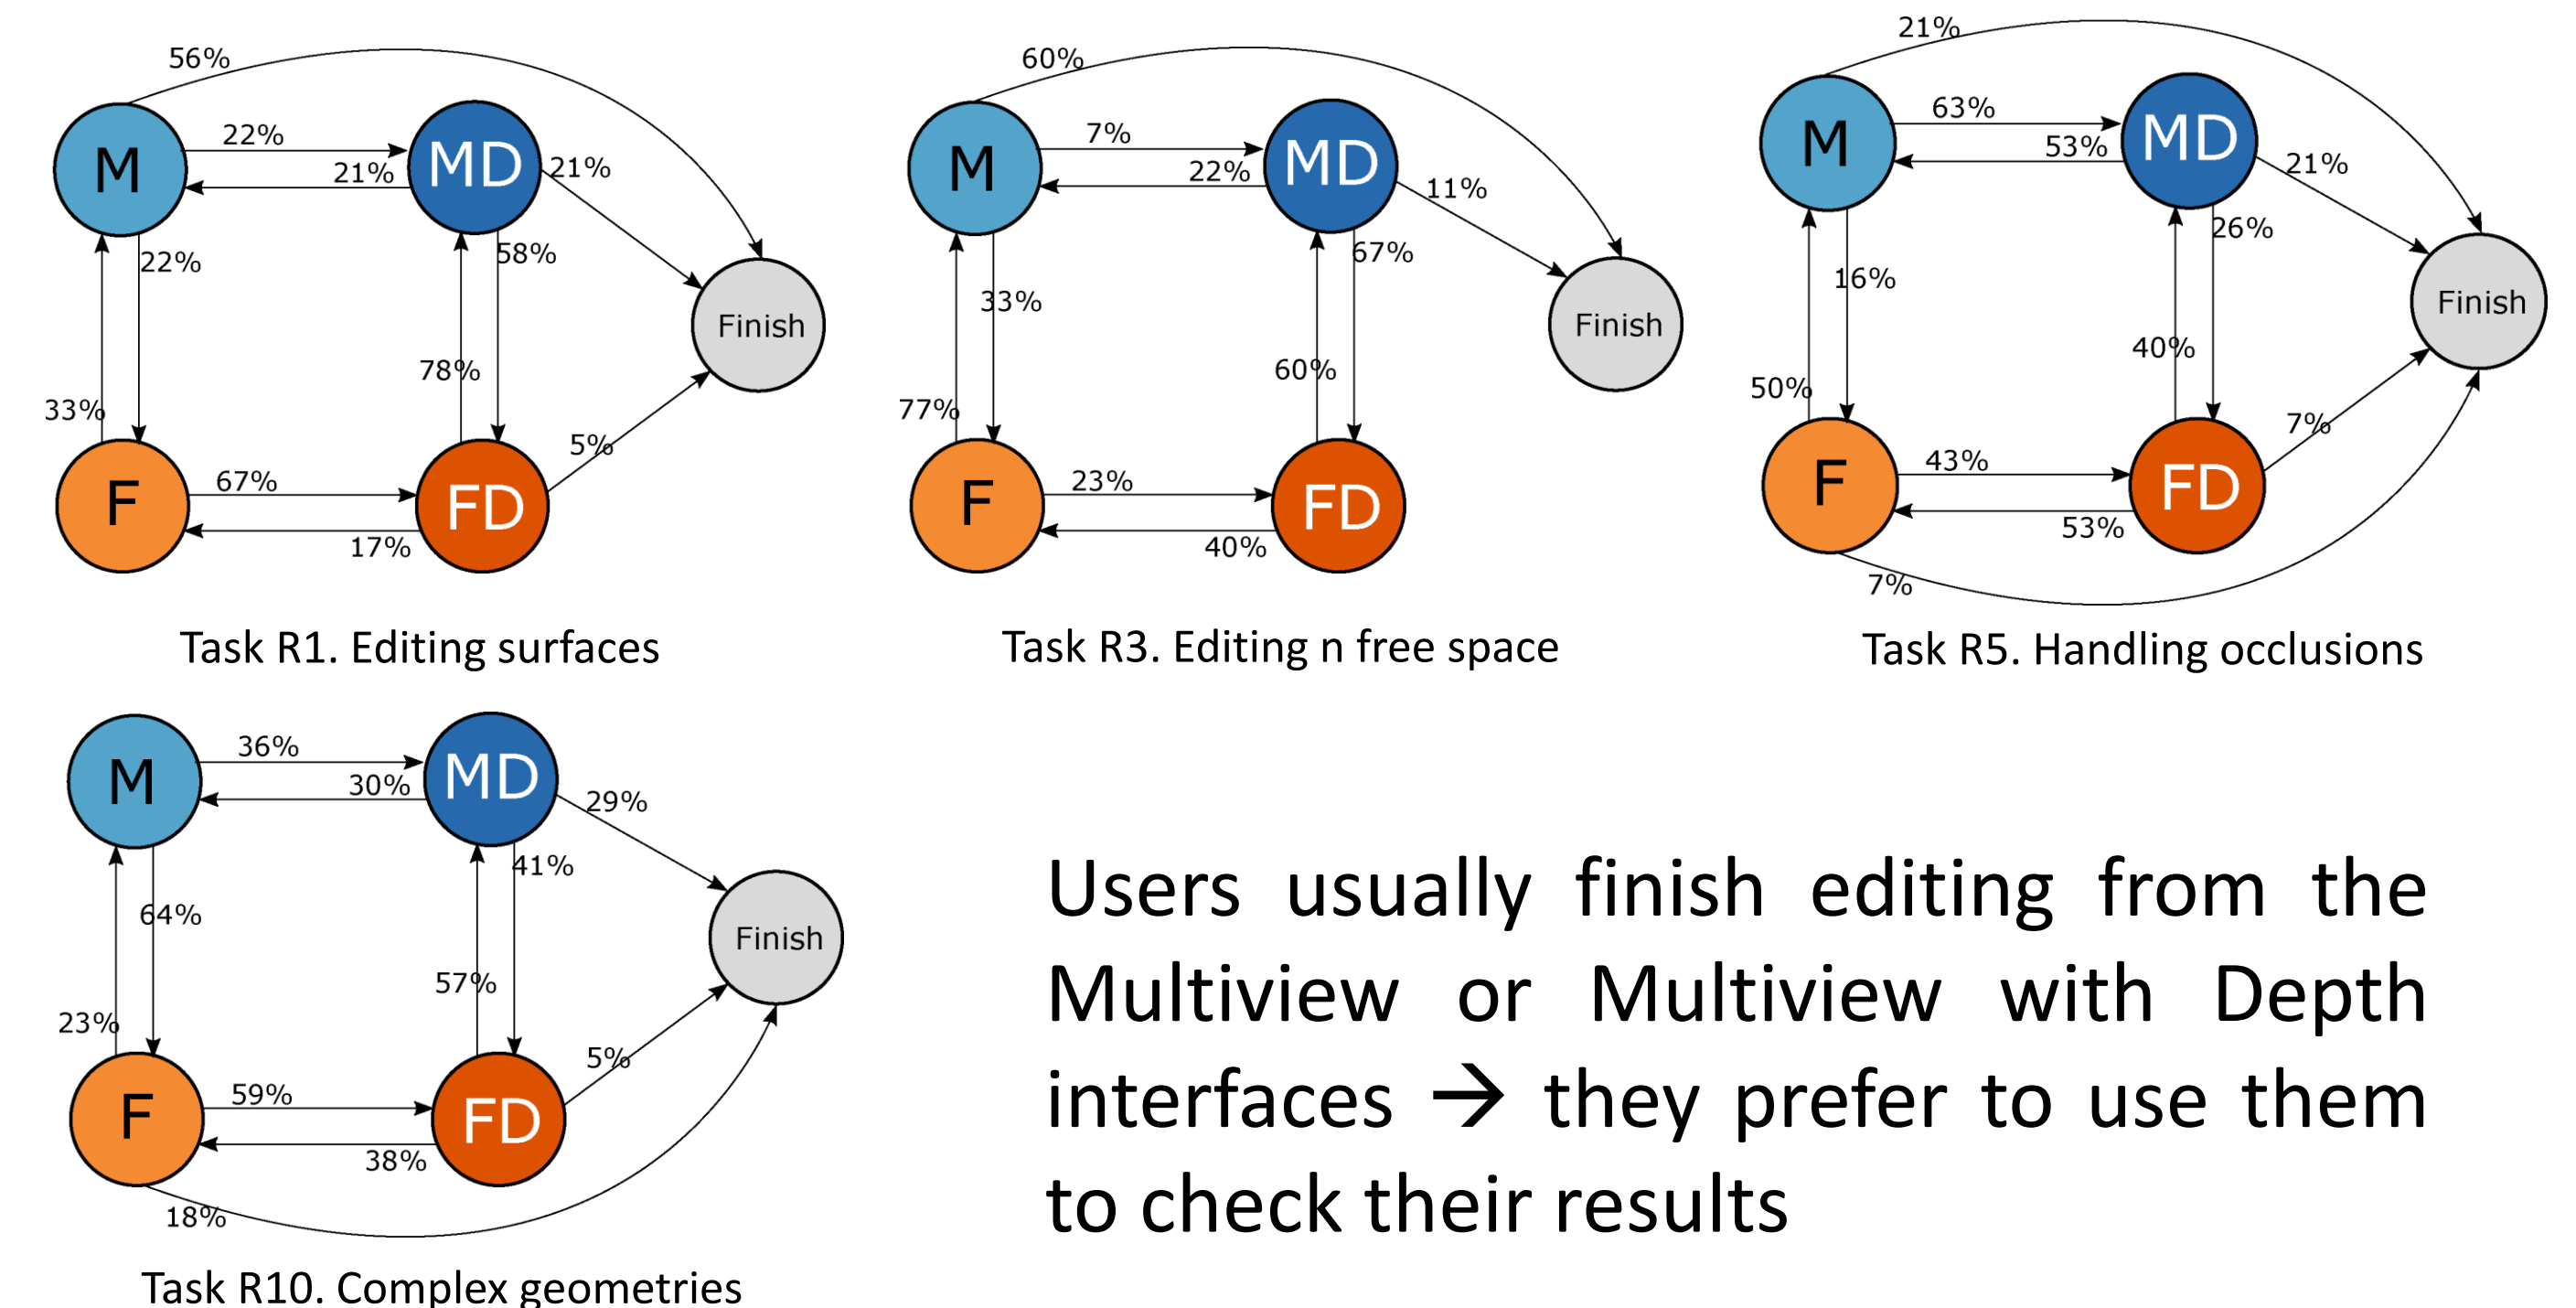 56%
22%
21%
21%
M
MD
22%
58%
Finish
33%
78%
5%
67%
17%
F
FD
Task R1. Editing surfaces
60%
7%
22%
11%
M
MD
33%
67%
Finish
77%
60%
23%
40%
F
FD
Task R3. Editing n free space
21%
63%
53%
21%
M
MD
16%
26%
Finish
50%
40%
7%
43%
53%
F
FD
7%
Task R5. Handling occlusions
36%
30%
29%
M
MD
64%
41%
Finish
23%
57%
5%
59%
38%
F
FD
18%
Task R10. Complex geometries
Users usually finish editing from the
Multiview or Multiview with Depth
interfaces → they prefer to use them
to check their results